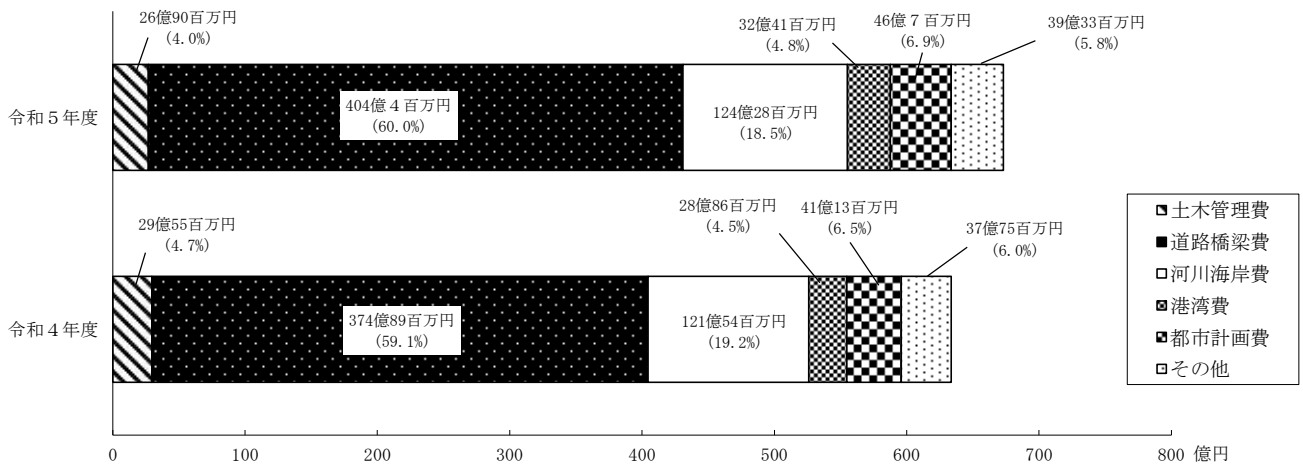 26億90百万円
(4.0%)
32億41百万円
(4.8%)
46億７百万円
(6.9%)
39億33百万円
(5.8%)
令和５年度
404億４百万円
(60.0%)
124億28百万円
(18.5%)
29億55百万円
(4.7%)
28億86百万円
(4.5%)
41億13百万円
(6.5%)
37億75百万円
(6.0%)
令和４年度
374億89百万円
(59.1%)
121億54百万円
(19.2%)
土木管理費
道路橋梁費
河川海岸費
港湾費
都市計画費
その他
0 100 200 300 400 500 600 700 800 億円